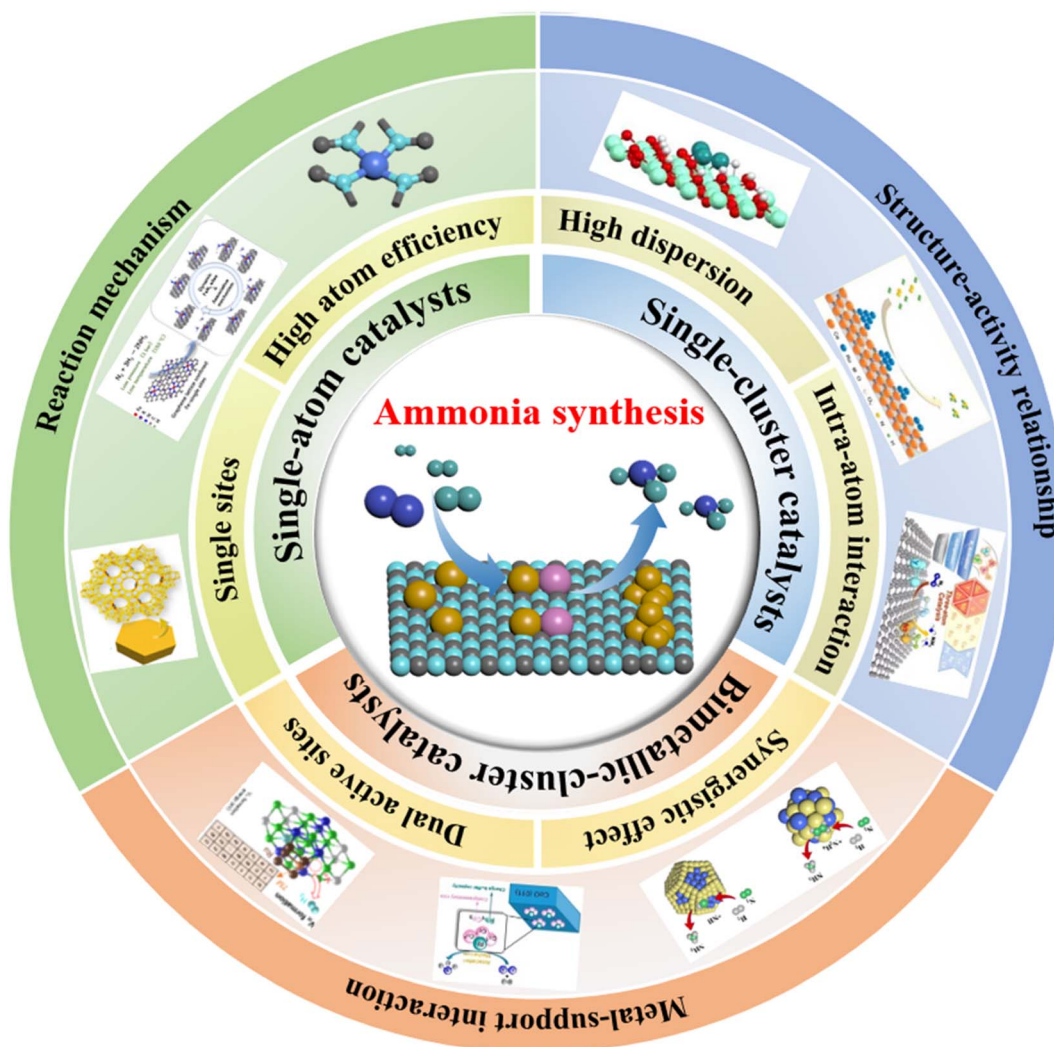 Ammonia synthesis
Single-atom catalysts
Single-cluster catalysts
Bimetallic-cluster catalysts
High atom efficiency
Single sites
High dispersion
Intra-atom interaction
Synergistic effect
Dual active sites
Reaction mechanism
Structure-activity relationship
Metal-support interaction